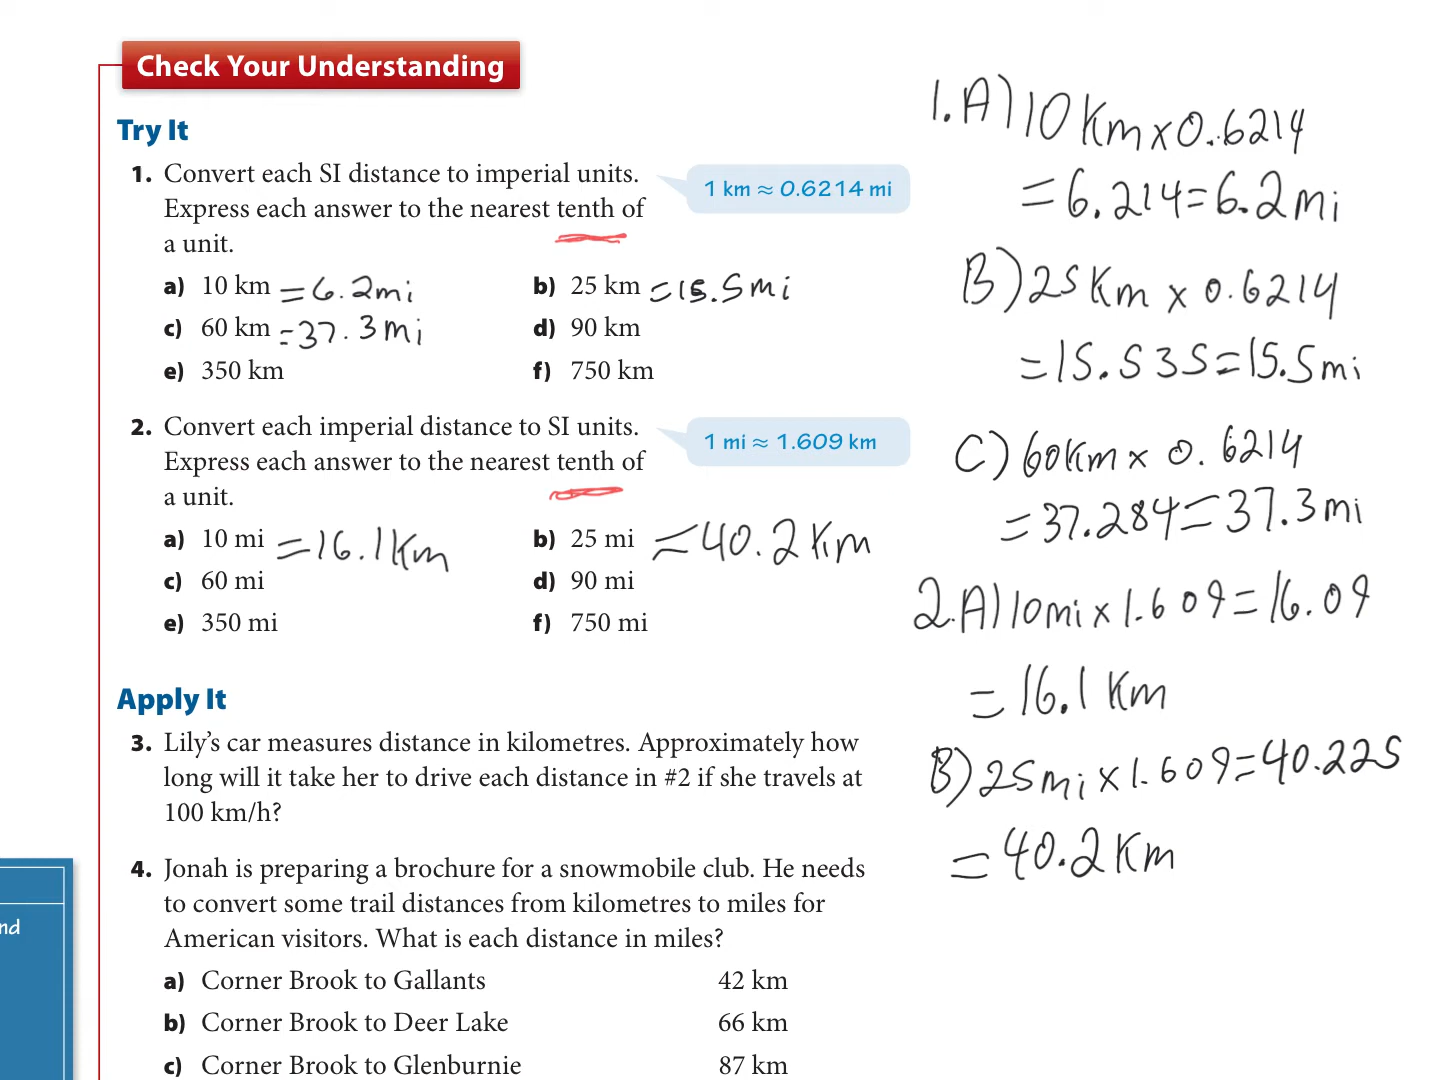 Check Your Understanding
Try It
1. Convert each SI distance to imperial units.
Express each answer to the nearest tenth of
a unit.
1 km ≈ 0.6214 mi
a) 10 km = 6.2mi
b) 25 km = 15.5mi
c) 60 km = 37.3mi
d) 90 km
e) 350 km
f) 750 km
2. Convert each imperial distance to SI units.
Express each answer to the nearest tenth of
a unit.
1 mi ≈ 1.609 km
a) 10 mi = 16.1Km
b) 25 mi = 40.2 Km
c) 60 mi
d) 90 mi
e) 350 mi
f) 750 mi
Apply It
3. Lily's car measures distance in kilometres. Approximately how
long will it take her to drive each distance in #2 if she travels at
100 km/h?
4. Jonah is preparing a brochure for a snowmobile club. He needs
to convert some trail distances from kilometres to miles for
American visitors. What is each distance in miles?
a) Corner Brook to Gallants 42 km
b) Corner Brook to Deer Lake 66 km
c) Corner Brook to Glenburnie 87 km
nd
1. A) 10 Km x 0.6214
= 6.214 = 6.2mi
B) 25 Km x 0.6214
= 15.535 = 15.5mi
C) 60Km x 0.6214
= 37.284 = 37.3mi
2. A) 10mi x 1.609 = 16.09
= 16.1 Km
B) 25mi x 1.609 = 40.225
= 40.2 Km